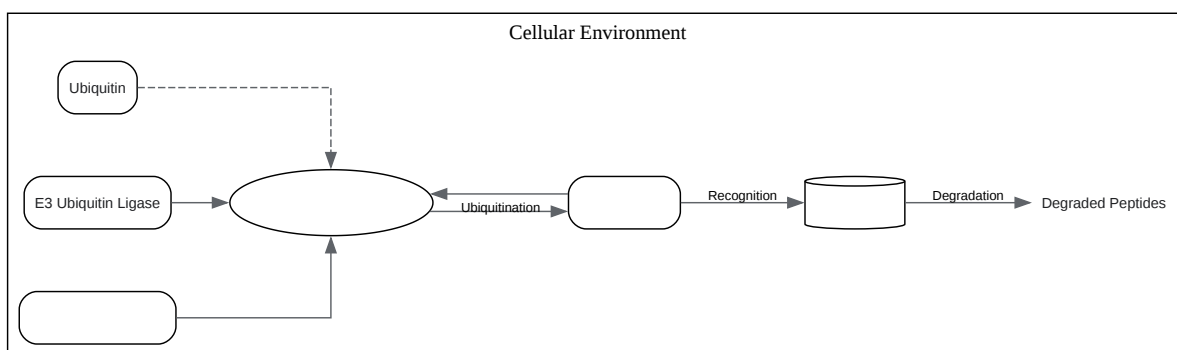 Cellular Environment
Ubiquitin
E3 Ubiquitin Ligase
Ubiquitination
Recognition
Degradation
Degraded Peptides